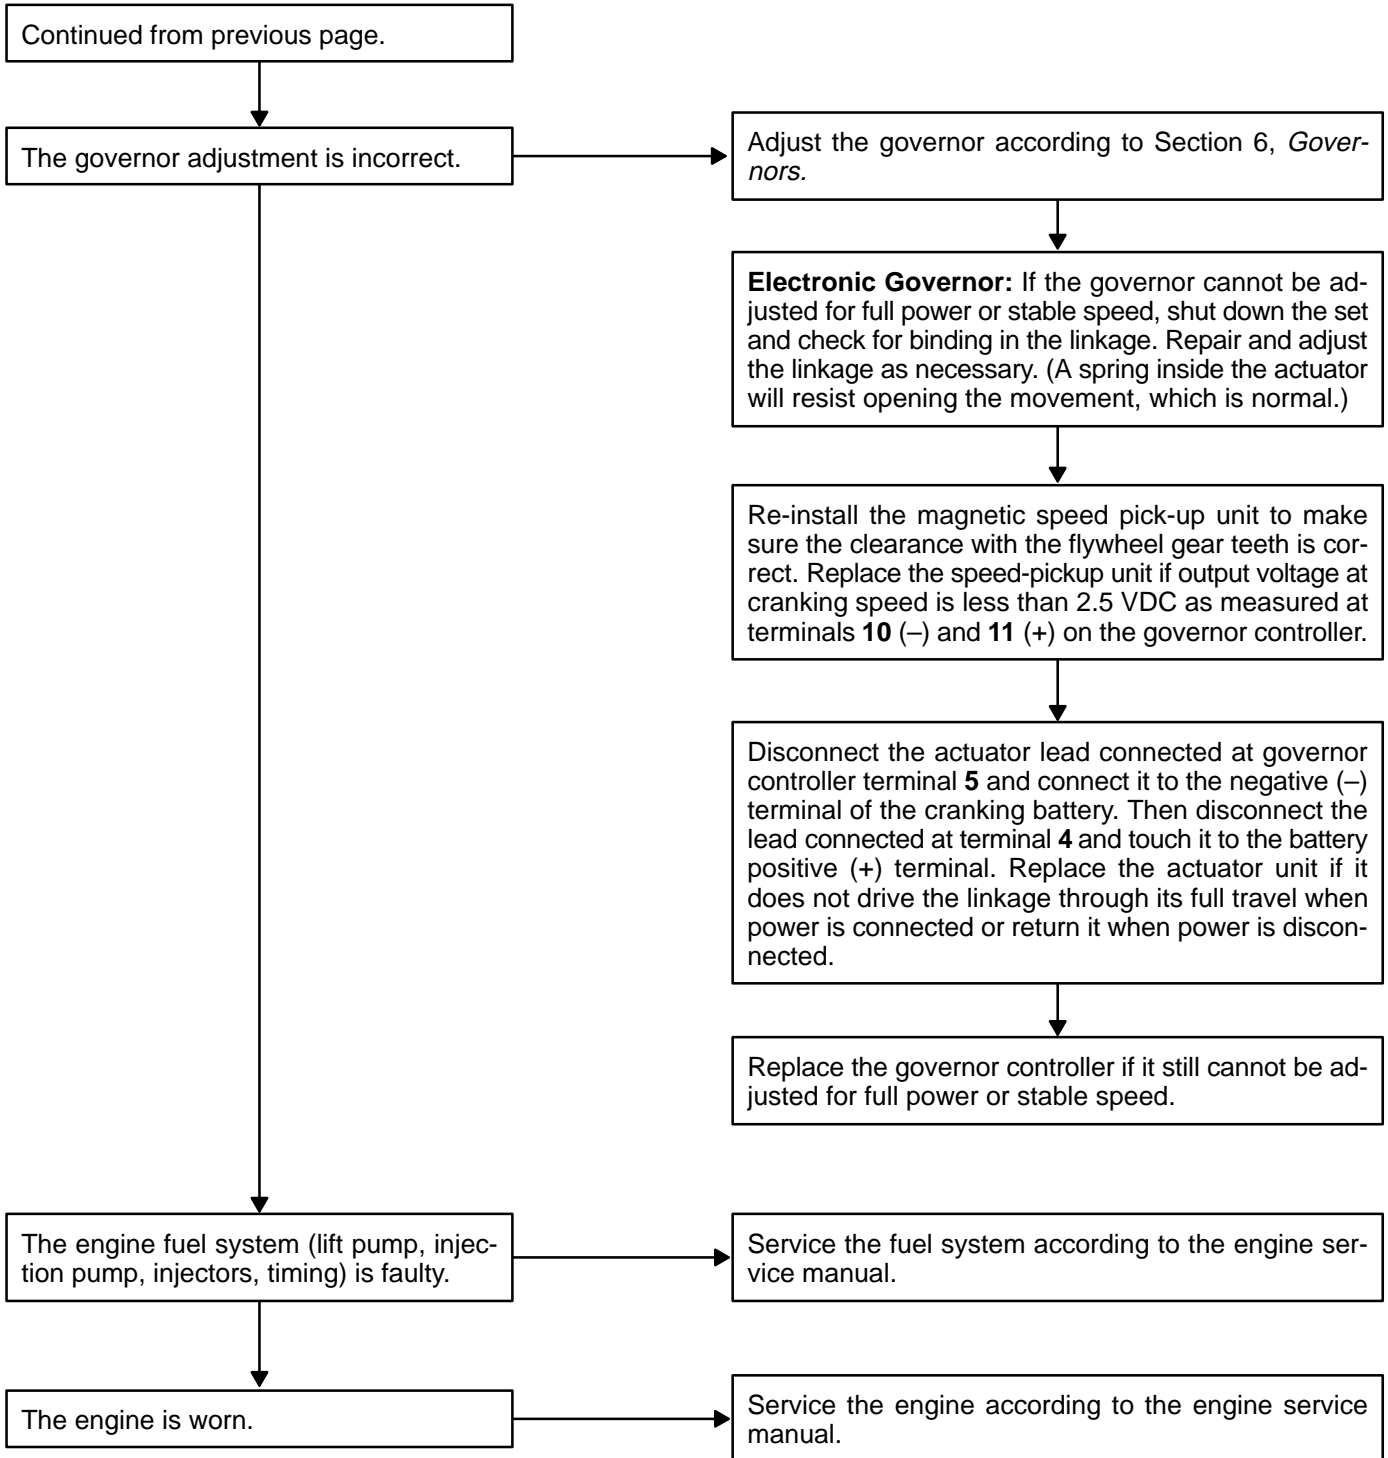 Continued from previous page.
The governor adjustment is incorrect.
Adjust the governor according to Section 6, Gover-
nors.
Electronic Governor: If the governor cannot be ad-
justed for full power or stable speed, shut down the set
and check for binding in the linkage. Repair and adjust
the linkage as necessary. (A spring inside the actuator
will resist opening the movement, which is normal.)
Re-install the magnetic speed pick-up unit to make
sure the clearance with the flywheel gear teeth is cor-
rect. Replace the speed-pickup unit if output voltage at
cranking speed is less than 2.5 VDC as measured at
terminals 10 (–) and 11 (+) on the governor controller.
Disconnect the actuator lead connected at governor
controller terminal 5 and connect it to the negative (–)
terminal of the cranking battery. Then disconnect the
lead connected at terminal 4 and touch it to the battery
positive (+) terminal. Replace the actuator unit if it
does not drive the linkage through its full travel when
power is connected or return it when power is discon-
nected.
Replace the governor controller if it still cannot be ad-
justed for full power or stable speed.
The engine fuel system (lift pump, injec-
tion pump, injectors, timing) is faulty.
Service the fuel system according to the engine ser-
vice manual.
The engine is worn.
Service the engine according to the engine service
manual.